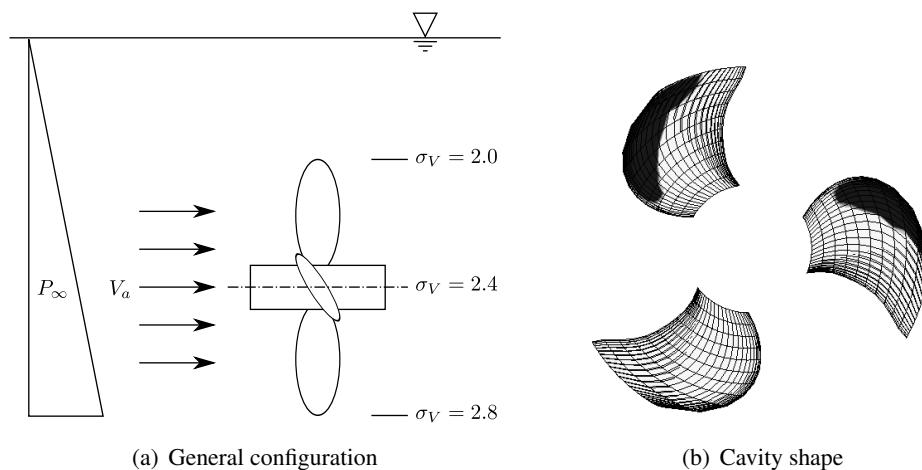 σ_V = 2.0
P_∞
V_a
σ_V = 2.4
σ_V = 2.8
(a) General configuration
(b) Cavity shape